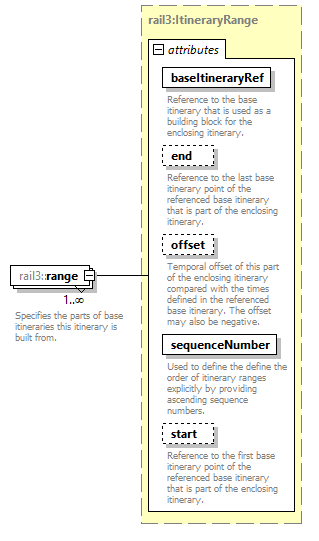 rail3:ItineraryRange
attributes
baseItineraryRef
Reference to the base
itinerary that is used as a
building block for the
enclosing itinerary.
end
Reference to the last base
itinerary point of the
referenced base itinerary
that is part of the enclosing
itinerary.
offset
Temporal offset of this part
of the enclosing itinerary
compared with the times
defined in the referenced
base itinerary. The offset
may also be negative.
rail3:range
1..∞
Specifies the parts of base
itineraries this itinerary is
built from.
sequenceNumber
Used to define the define the
order of itinerary ranges
explicitly by providing
ascending sequence
numbers.
start
Reference to the first base
itinerary point of the
referenced base itinerary
that is part of the enclosing
itinerary.